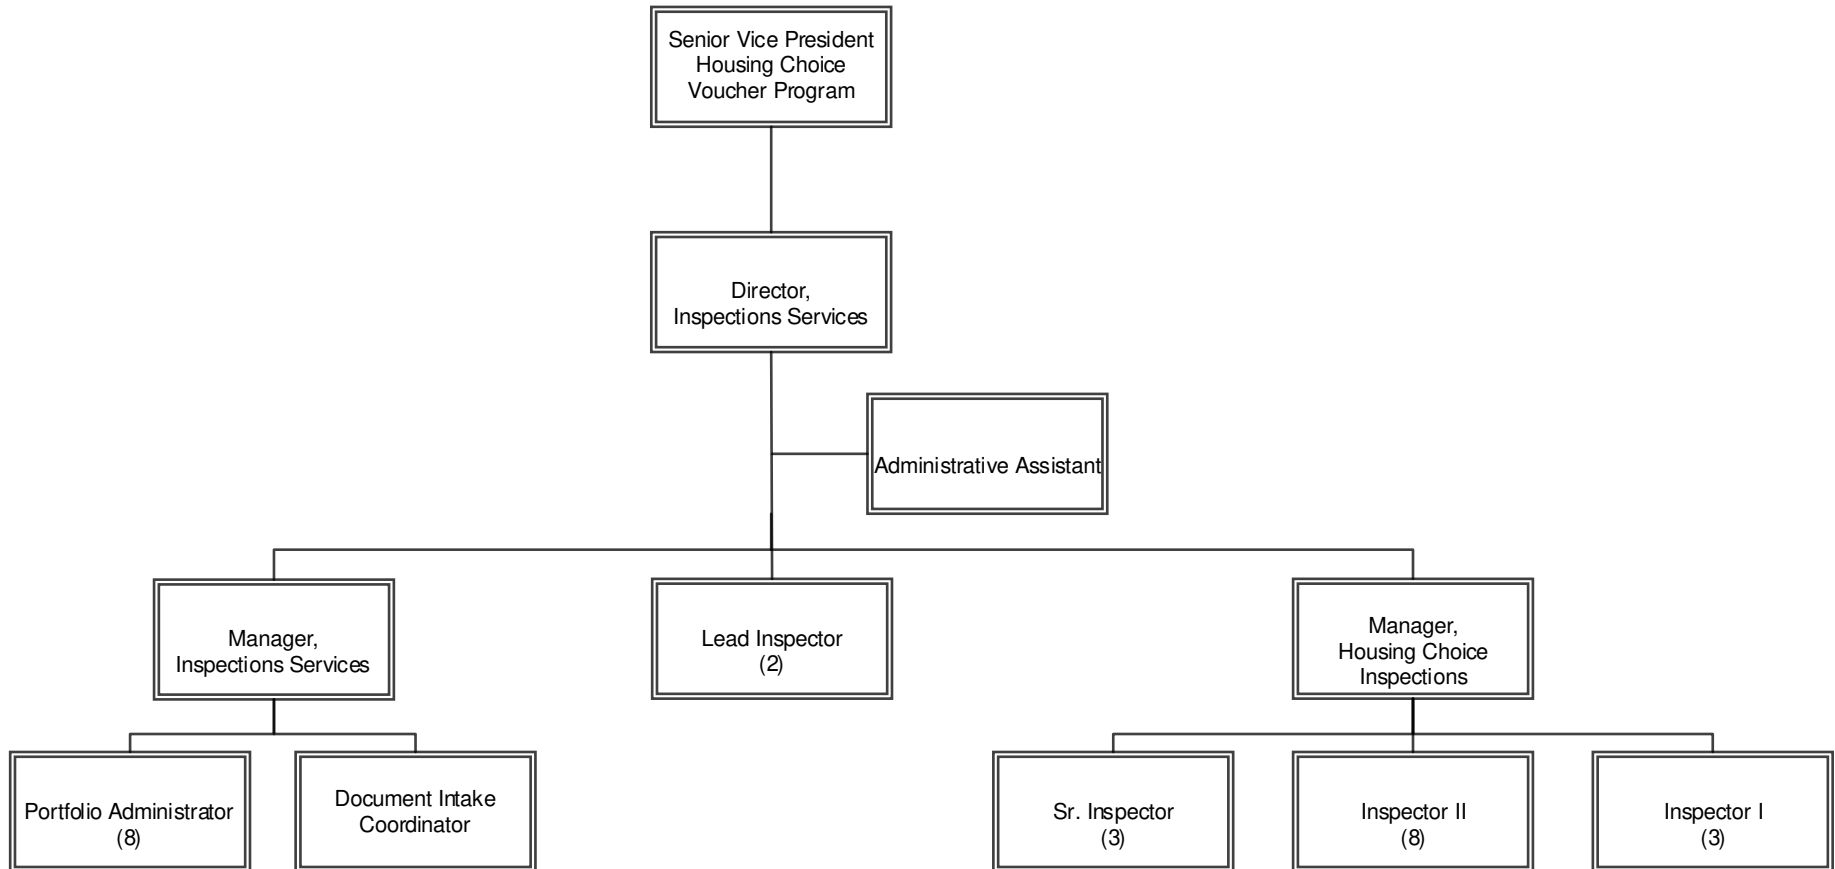 Senior Vice President
Housing Choice
Voucher Program
Director,
Inspections Services
Administrative Assistant
Manager,
Inspections Services
Lead Inspector
(2)
Manager,
Housing Choice
Inspections
Portfolio Administrator
(8)
Document Intake
Coordinator
Sr. Inspector
(3)
Inspector II
(8)
Inspector I
(3)